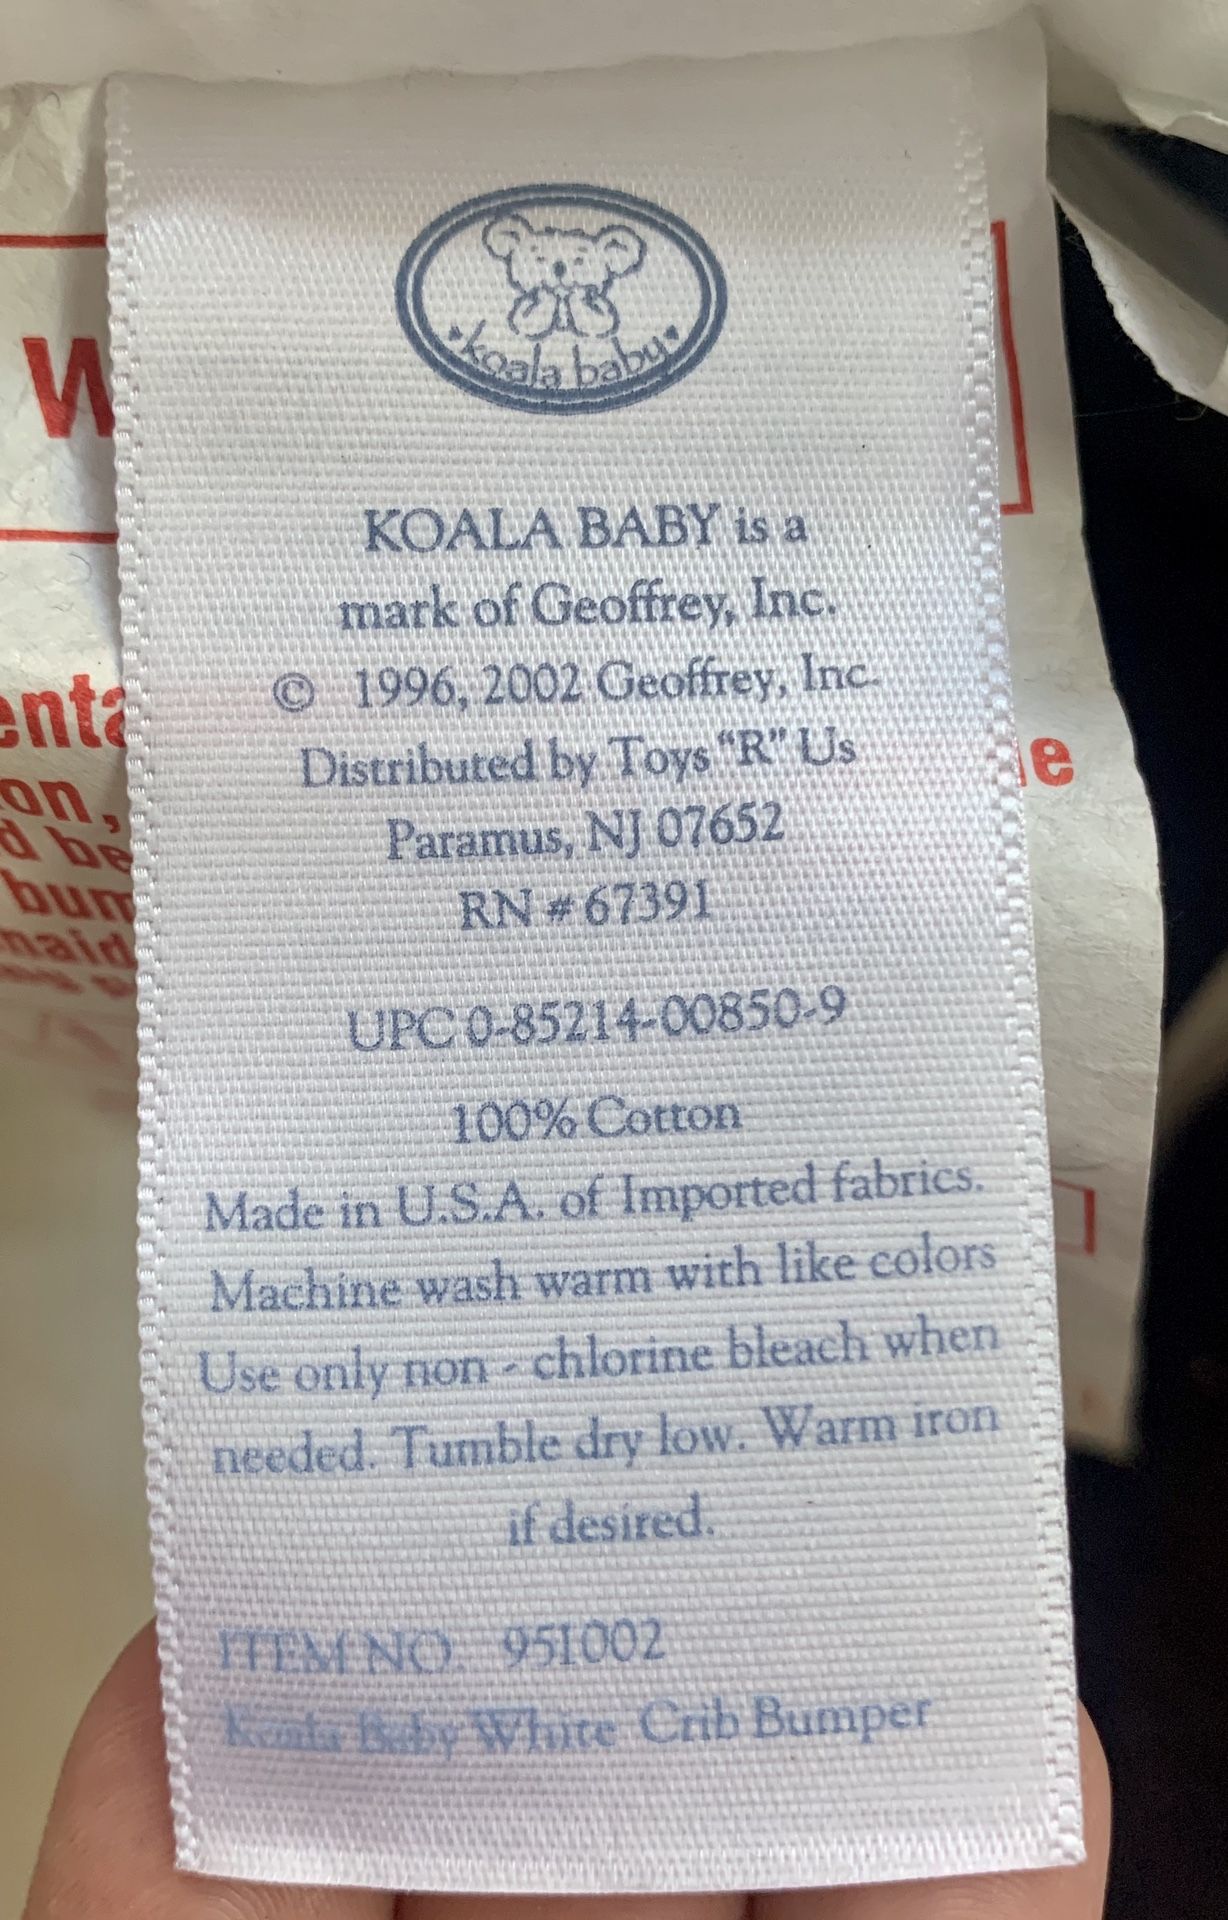 koala baby
KOALA BABY is a
mark of Geoffrey, Inc.
© 1996, 2002 Geoffrey, Inc.
Distributed by Toys "R" Us
Paramus, NJ 07652
RN # 67391
UPC 0-85214-00850-9
100% Cotton
Made in U.S.A. of Imported fabrics.
Machine wash warm with like colors
Use only non - chlorine bleach when
needed. Tumble dry low. Warm iron
if desired.
ITEM NO. 951002
Koala Baby White Crib Bumper